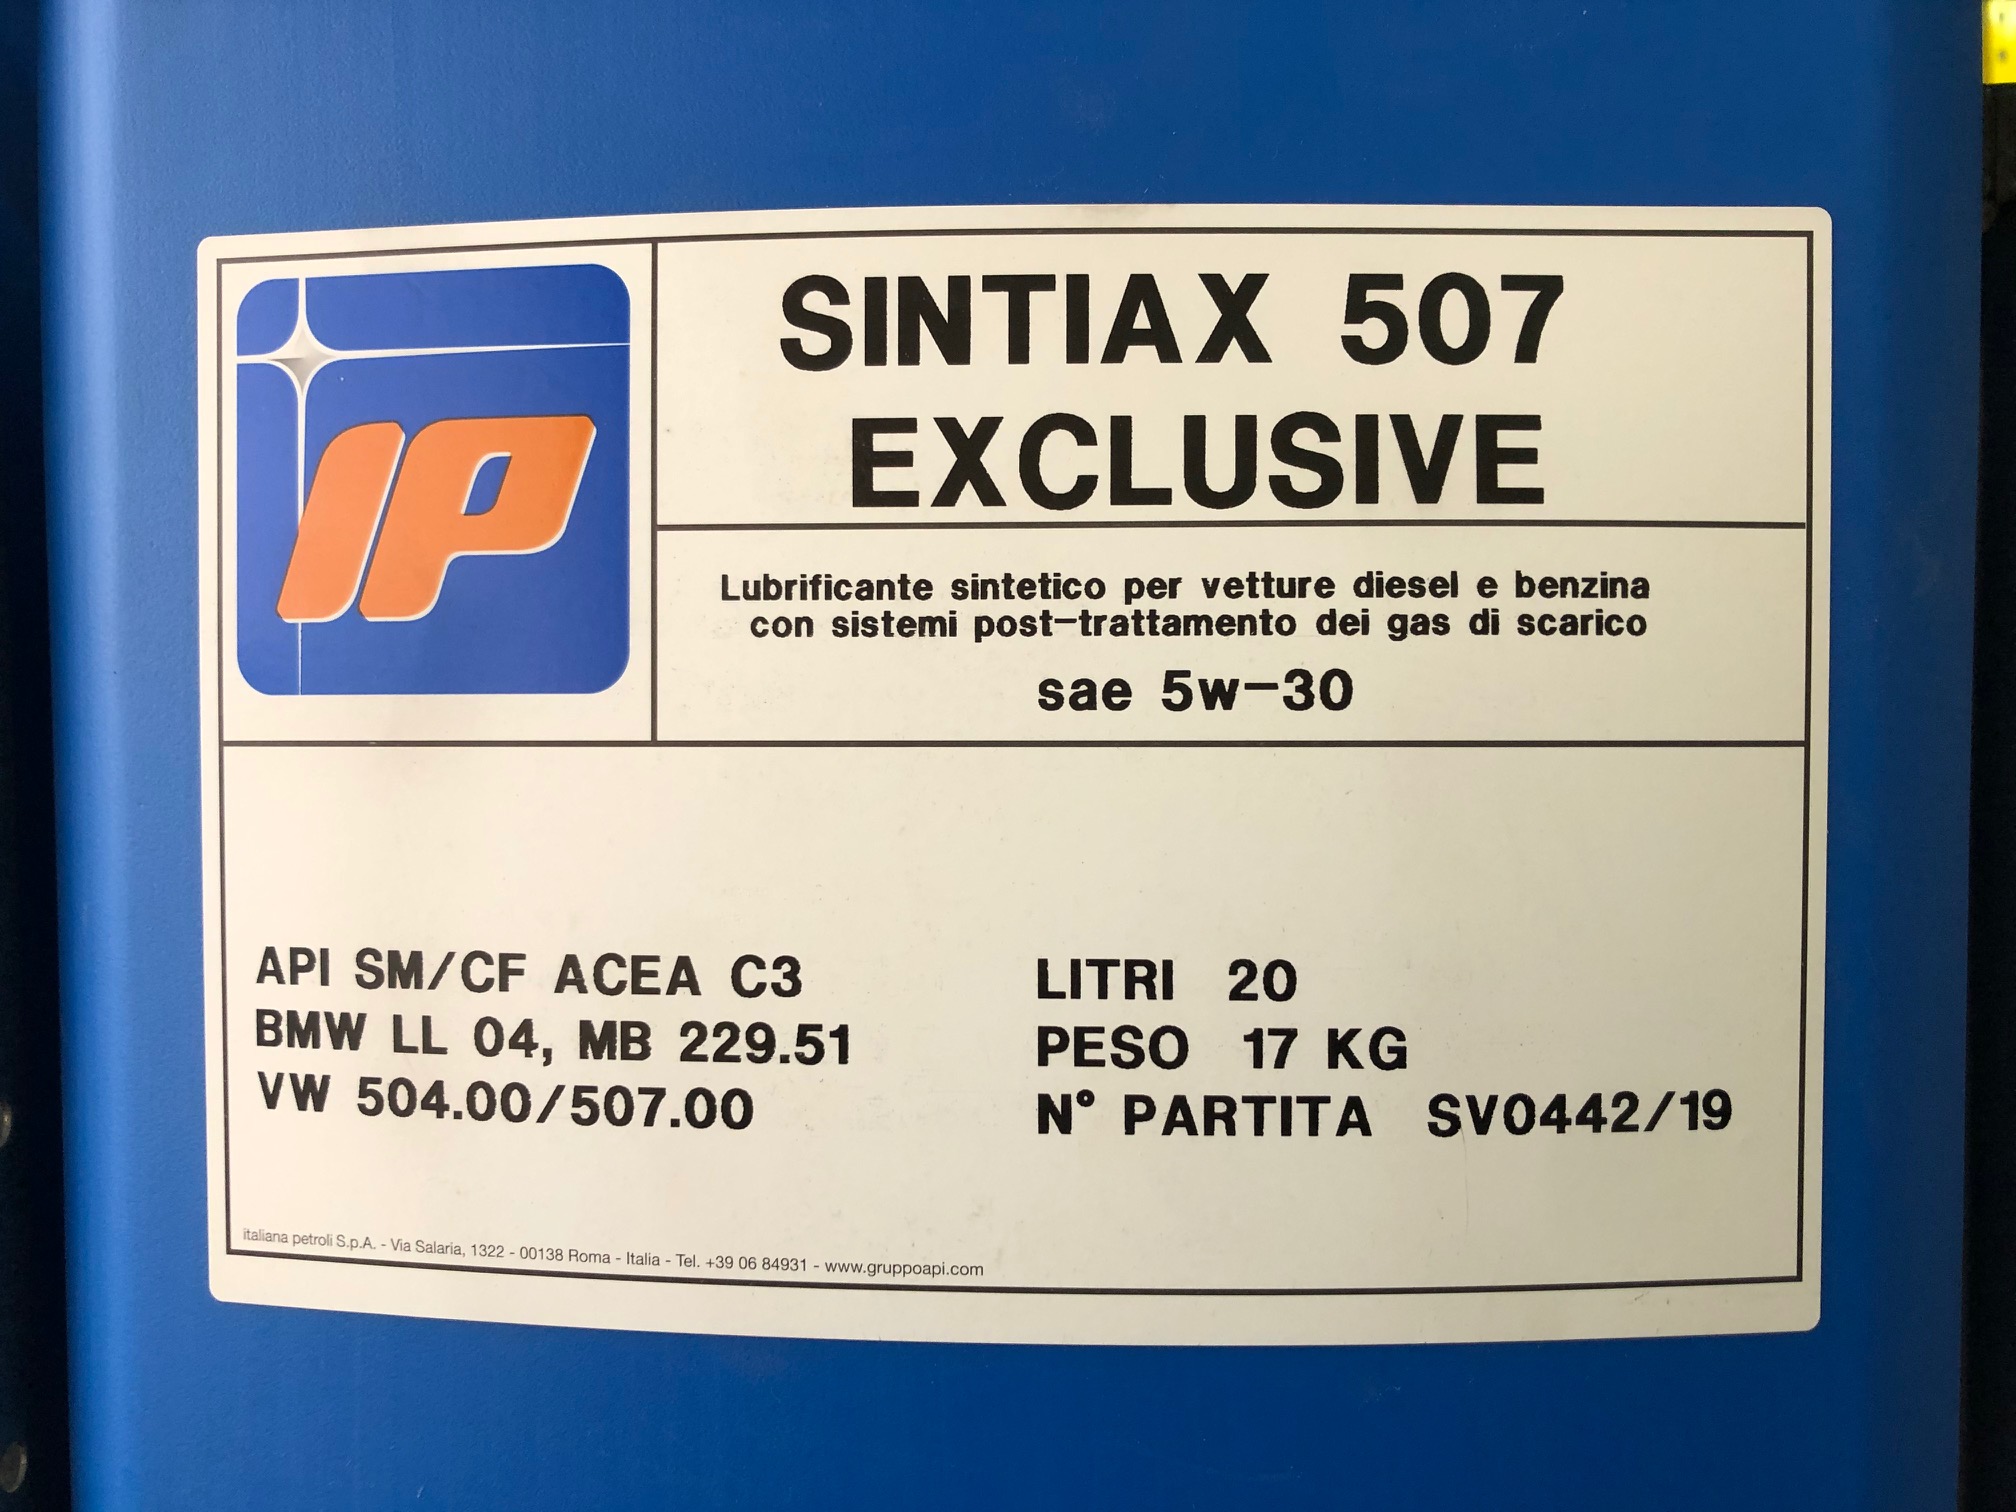 IP
SINTIAX 507
EXCLUSIVE
Lubrificante sintetico per vetture diesel e benzina
con sistemi post-trattamento dei gas di scarico
sae 5w-30
API SM/CF ACEA C3
BMW LL 04, MB 229.51
VW 504.00/507.00
LITRI 20
PESO 17 KG
N° PARTITA SV0442/19
italiana petroli S.p.A. - Via Salaria, 1322 - 00138 Roma - Italia - Tel. +39 06 84931 - www.gruppoapi.com